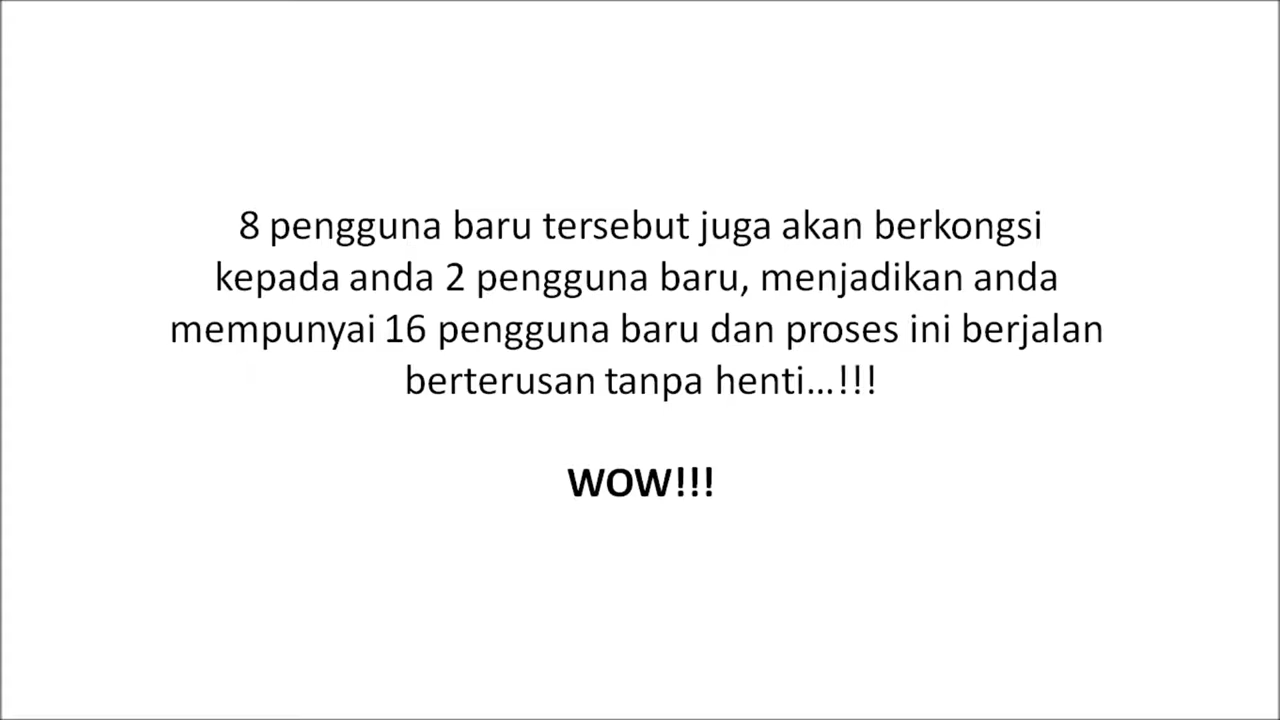 8 pengguna baru tersebut juga akan berkongsi
kepada anda 2 pengguna baru, menjadikan anda
mempunyai 16 pengguna baru dan proses ini berjalan
berterusan tanpa henti...!!!
WOW!!!